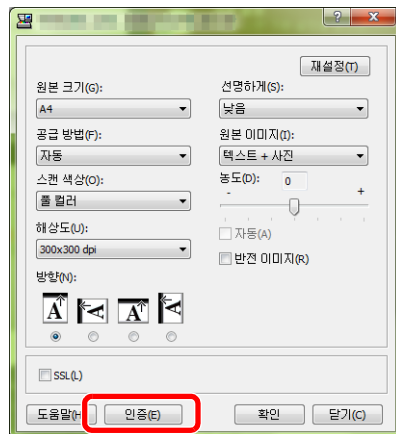 재설정(T)
원본 크기(G):
A4
공급 방법(F):
자동
스캔 색상(O):
풀 컬러
해상도(U):
300x300 dpi
방향(N):
A A A A
선명하게(S):
낮음
원본 이미지(I):
텍스트 + 사진
농도(D): 0
- +
자동(A)
반전 이미지(R)
SSL(L)
도움말(H 인증(E) 확인 닫기(C)